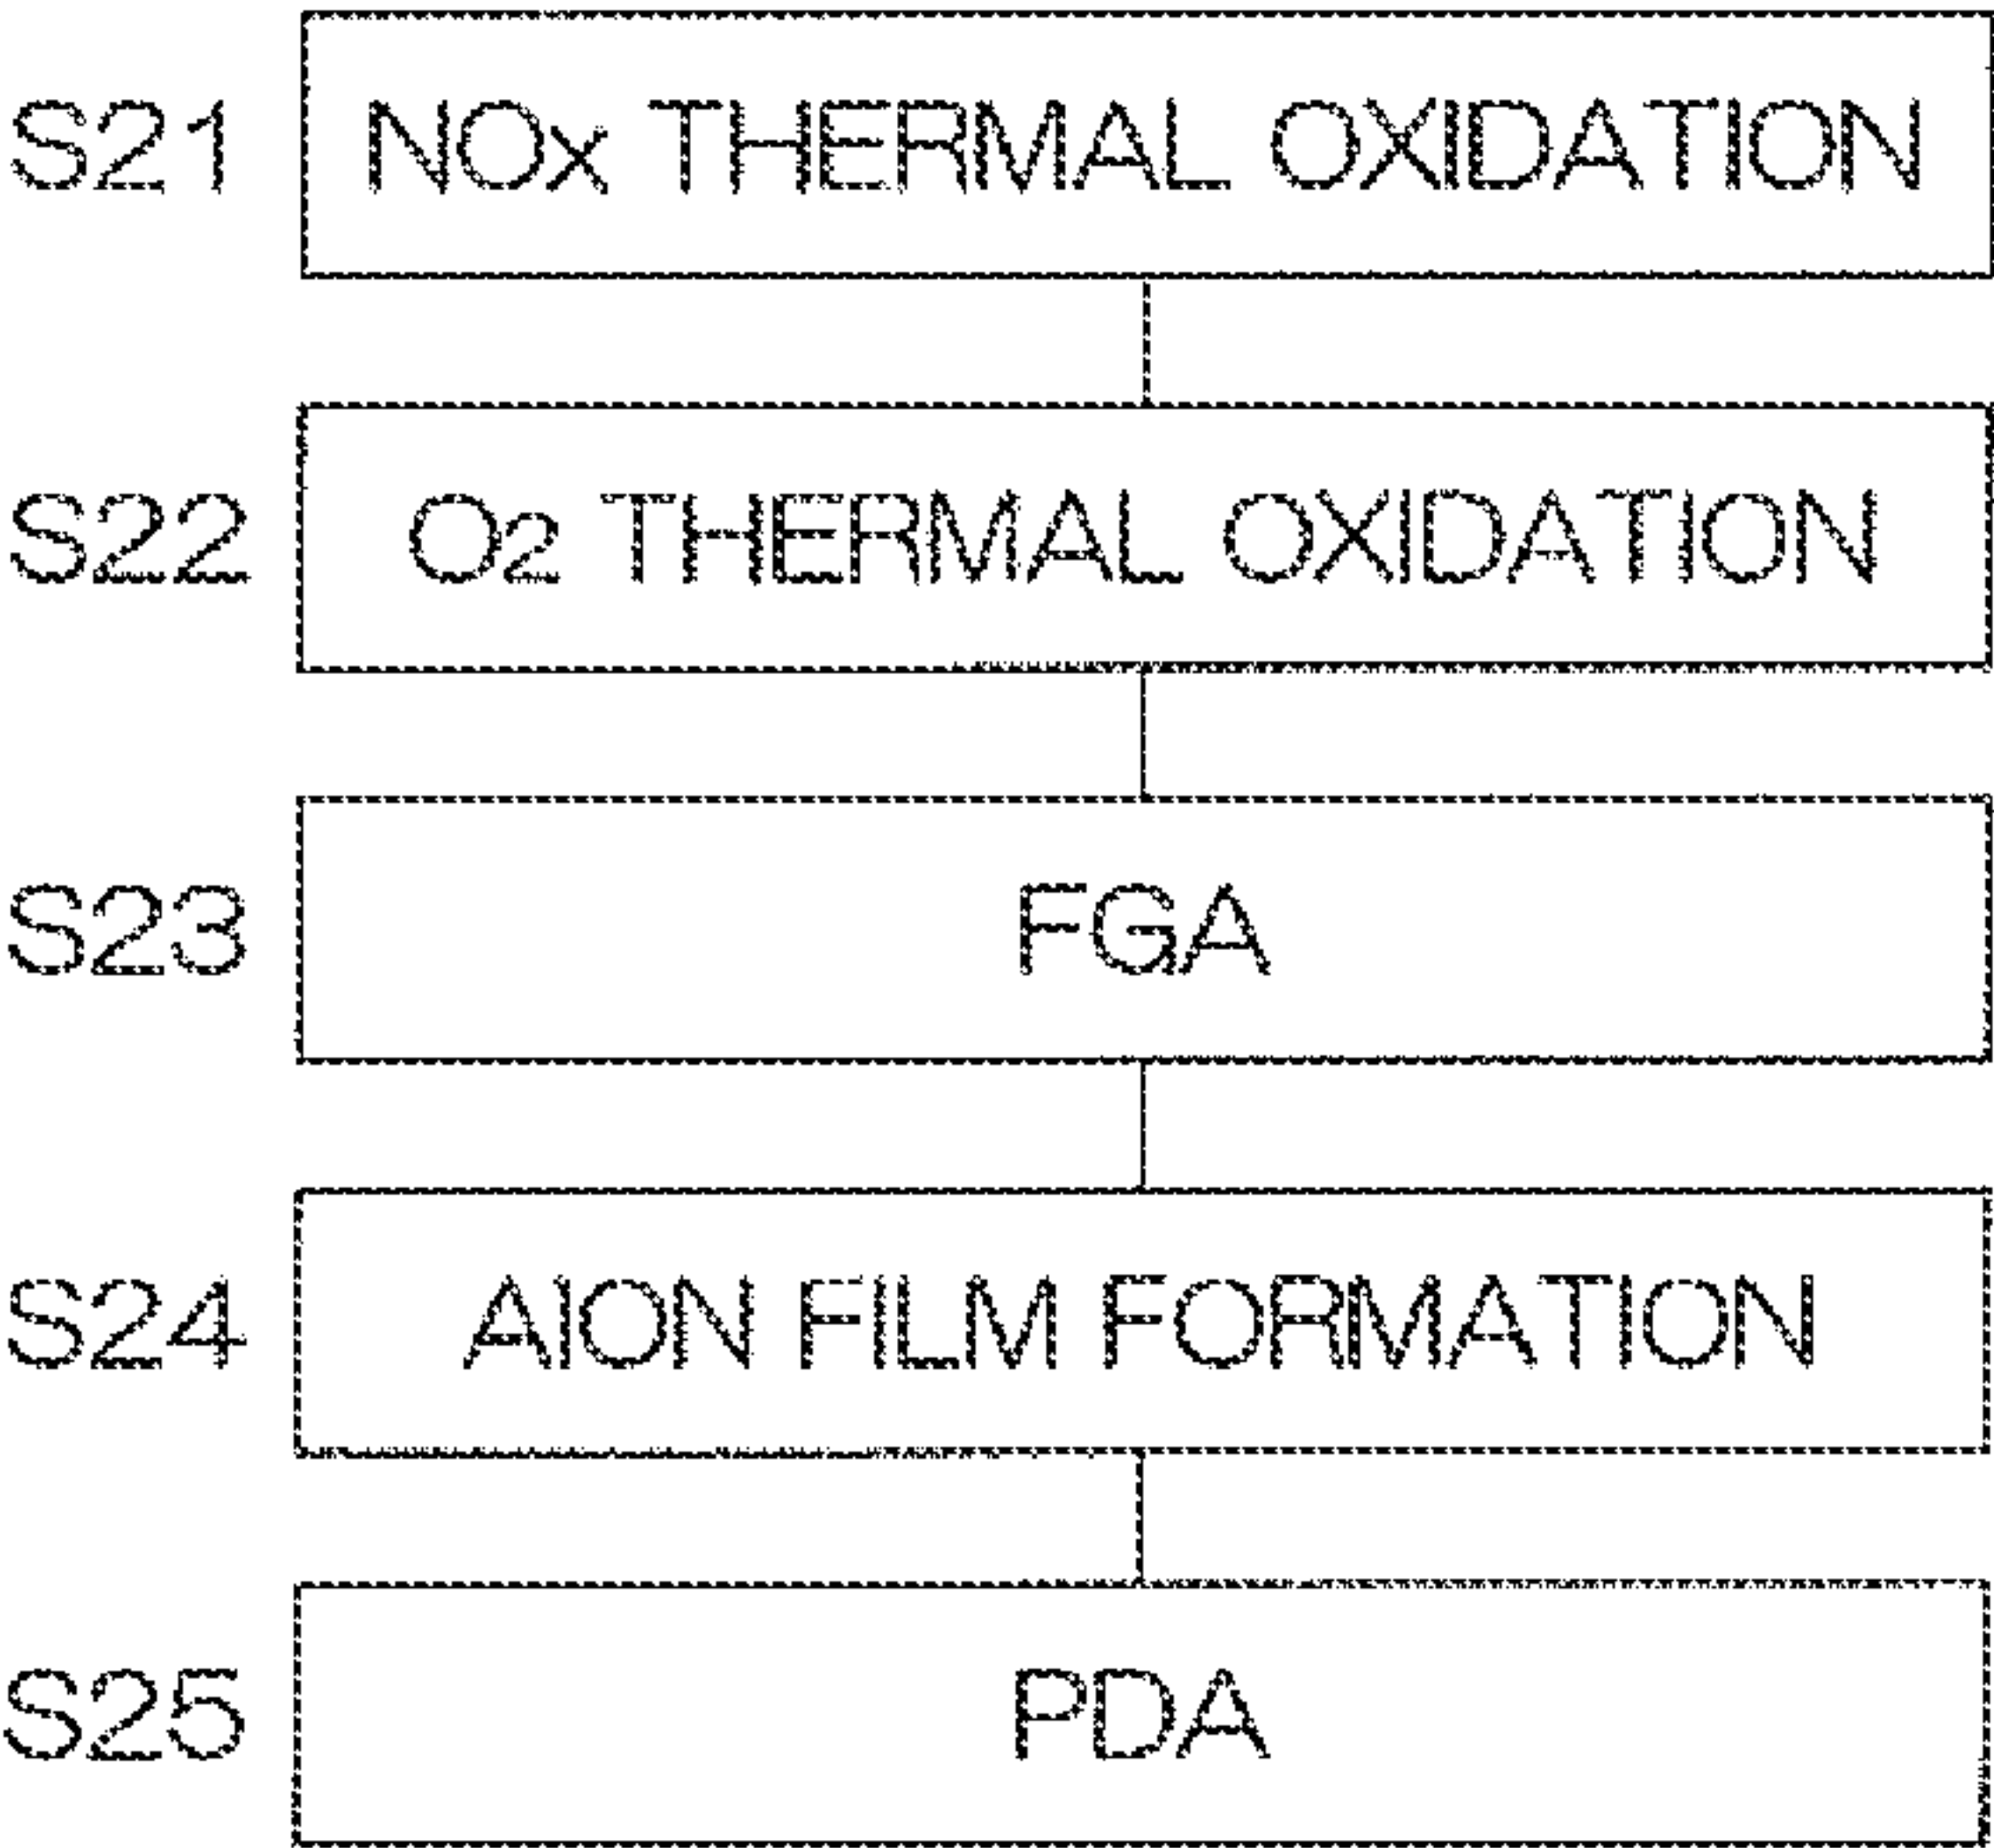 S21 NOx THERMAL OXIDATION
S22 O2 THERMAL OXIDATION
S23 FGA
S24 AlON FILM FORMATION
S25 PDA